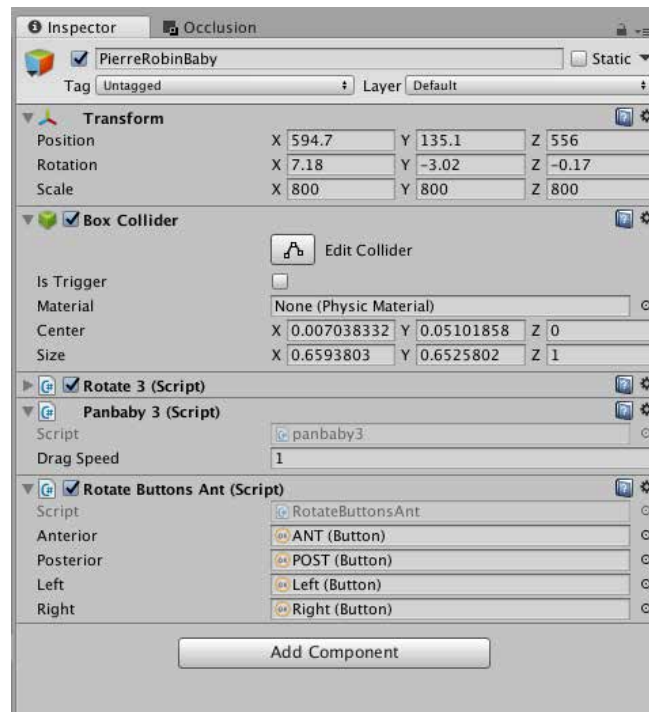 Inspector Occlusion
PierreRobinBaby Static
Tag Untagged Layer Default
Transform
Position X 594.7 Y 135.1 Z 556
Rotation X 7.18 Y -3.02 Z -0.17
Scale X 800 Y 800 Z 800
Box Collider
Edit Collider
Is Trigger
Material None (Physic Material)
Center X 0.007038332 Y 0.05101858 Z 0
Size X 0.6593803 Y 0.6525802 Z 1
C# Rotate 3 (Script)
C# Panbaby 3 (Script)
Script panbaby3
Drag Speed 1
C# Rotate Buttons Ant (Script)
Script RotateButtonsAnt
Anterior OK ANT (Button)
Posterior OK POST (Button)
Left OK Left (Button)
Right OK Right (Button)
Add Component